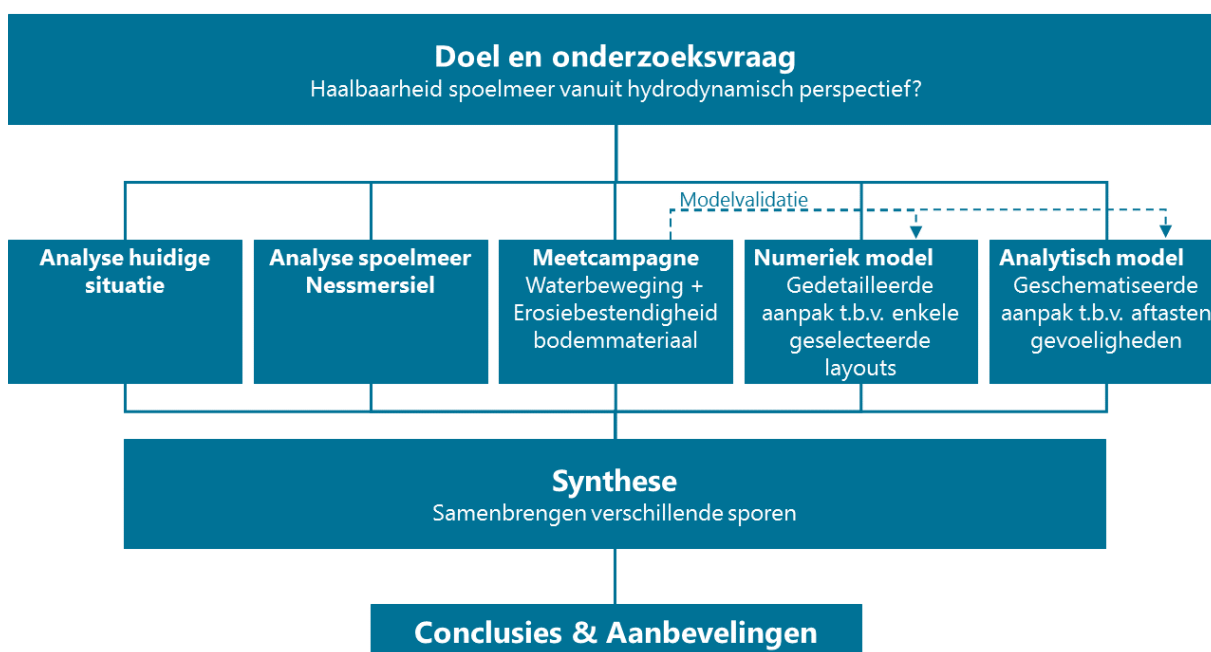 Doel en onderzoeksvraag
Haalbaarheid spoelmeer vanuit hydrodynamisch perspectief?
Modelvalidatie
Analyse huidige
situatie
Analyse spoelmeer
Nessmersiel
Meetcampagne
Waterbeweging +
Erosiebestendigheid
bodemmateriaal
Numeriek model
Gedetailleerde
aanpak t.b.v. enkele
geselecteerde
layouts
Analytisch model
Geschematiseerde
aanpak t.b.v. aftasten
gevoeligheden
Synthese
Samenbrengen verschillende sporen
Conclusies & Aanbevelingen